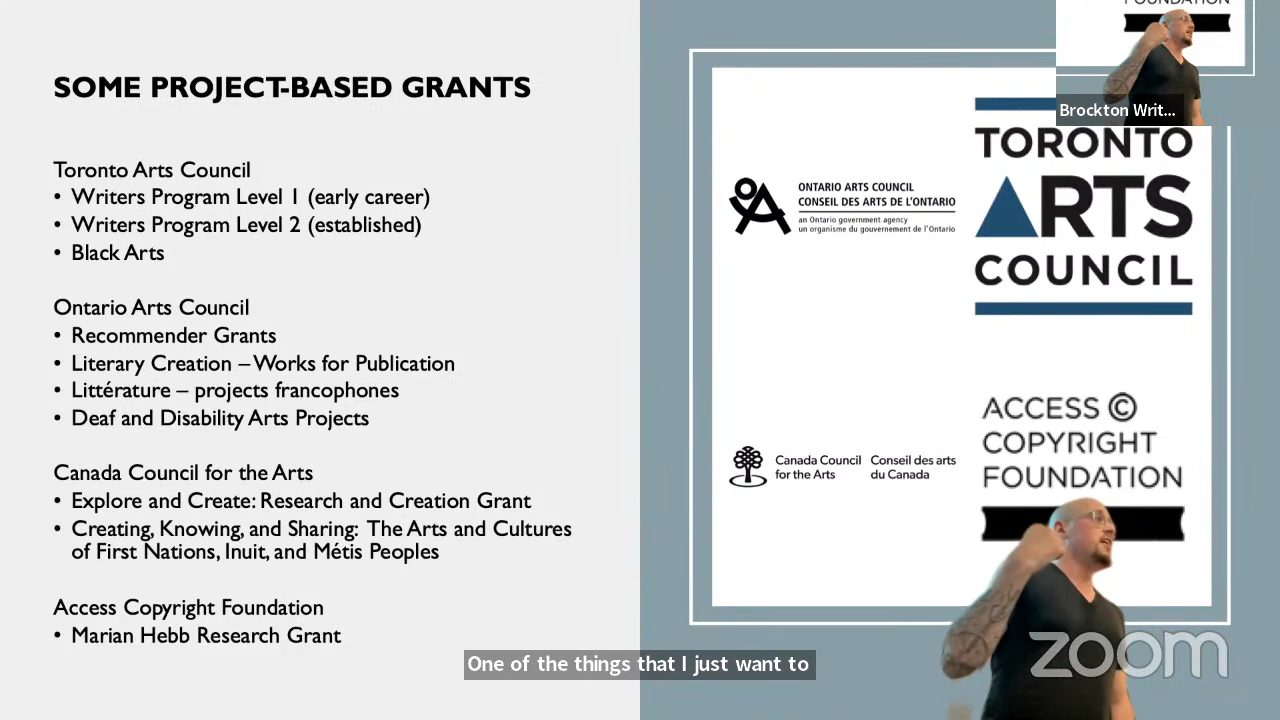 SOME PROJECT-BASED GRANTS
Toronto Arts Council
• Writers Program Level 1 (early career)
• Writers Program Level 2 (established)
• Black Arts
Ontario Arts Council
• Recommender Grants
• Literary Creation – Works for Publication
• Littérature – projects francophones
• Deaf and Disability Arts Projects
Canada Council for the Arts
• Explore and Create: Research and Creation Grant
• Creating, Knowing, and Sharing: The Arts and Cultures
of First Nations, Inuit, and Métis Peoples
Access Copyright Foundation
• Marian Hebb Research Grant
ONTARIO ARTS COUNCIL
CONSEIL DES ARTS DE L'ONTARIO
an Ontario government agency
un organisme du gouvernement de l'Ontario
FOUNDATION
Brockton Writ...
TORONTO
ARTS
COUNCIL
Canada Council
for the Arts
Conseil des arts
du Canada
ACCESS ©
COPYRIGHT
FOUNDATION
One of the things that I just want to
zoom